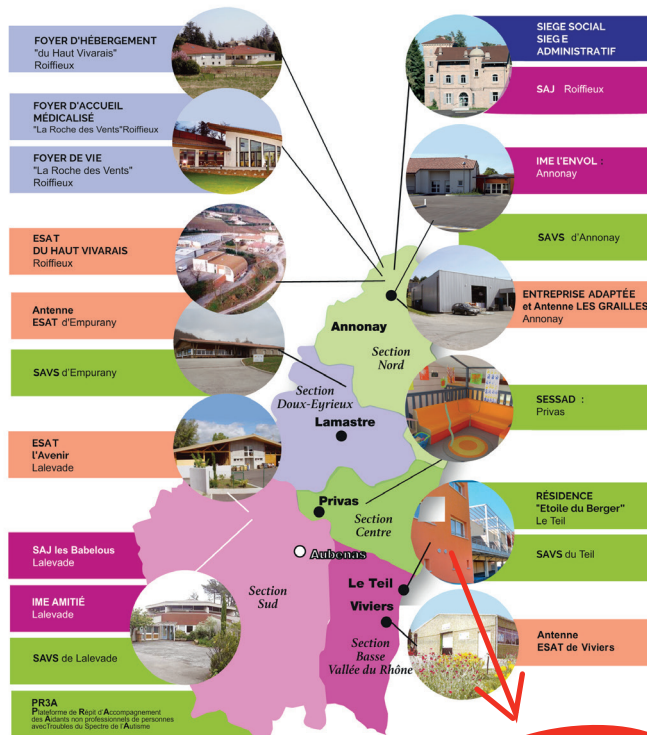 FOYER D'HÉBERGEMENT
"du Haut Vivarais"
Roiffieux
FOYER D'ACCUEIL
MÉDICALISÉ
"La Roche des Vents"Roiffieux
FOYER DE VIE
"La Roche des Vents"
Roiffieux
ESAT
DU HAUT VIVARAIS
Roiffieux
Antenne
ESAT d'Empurany
SAVS d'Empurany
ESAT
l'Avenir
Lalevade
SAJ les Babelous
Lalevade
IME AMITIÉ
Lalevade
SAVS de Lalevade
PR3A
Plateforme de Répit d'Accompagnement
des Aidants non professionnels de personnes
avecTroubles du Spectre de l'Autisme
Annonay
Section
Nord
Section
Doux-Eyrieux
Lamastre
Privas
Section
Centre
Aubenas
Section
Sud
Le Teil
Viviers
Section
Basse
Vallée du Rhône
SIEGE SOCIAL
SIEG E
ADMINISTRATIF
SAJ Roiffieux
IME l'ENVOL :
Annonay
SAVS d'Annonay
ENTREPRISE ADAPTÉE
et Antenne LES GRAILLES
Annonay
SESSAD :
Privas
RÉSIDENCE
"Etoile du Berger"
Le Teil
SAVS du Teil
Antenne
ESAT de Viviers